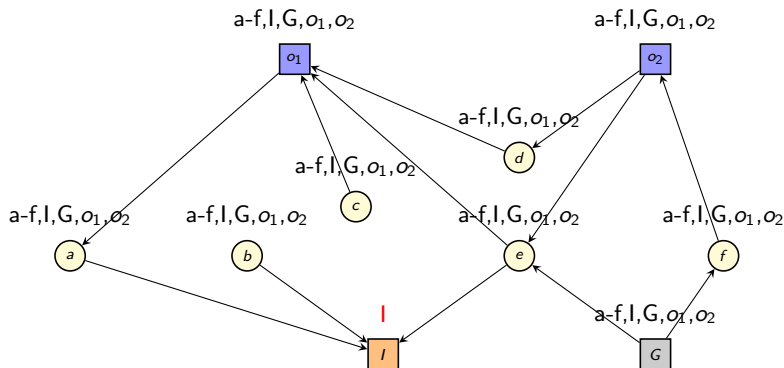 a-f,I,G,o₁,o₂ a-f,I,G,o₁,o₂
o₁ o₂
a-f,I,G,o₁,o₂
d
a-f,I,G,o₁,o₂
c
a-f,I,G,o₁,o₂ a-f,I,G,o₁,o₂ a-f,I,G,o₁,o₂ a-f,I,G,o₁,o₂
a b e f
I a-f,I,G,o₁,o₂
I G